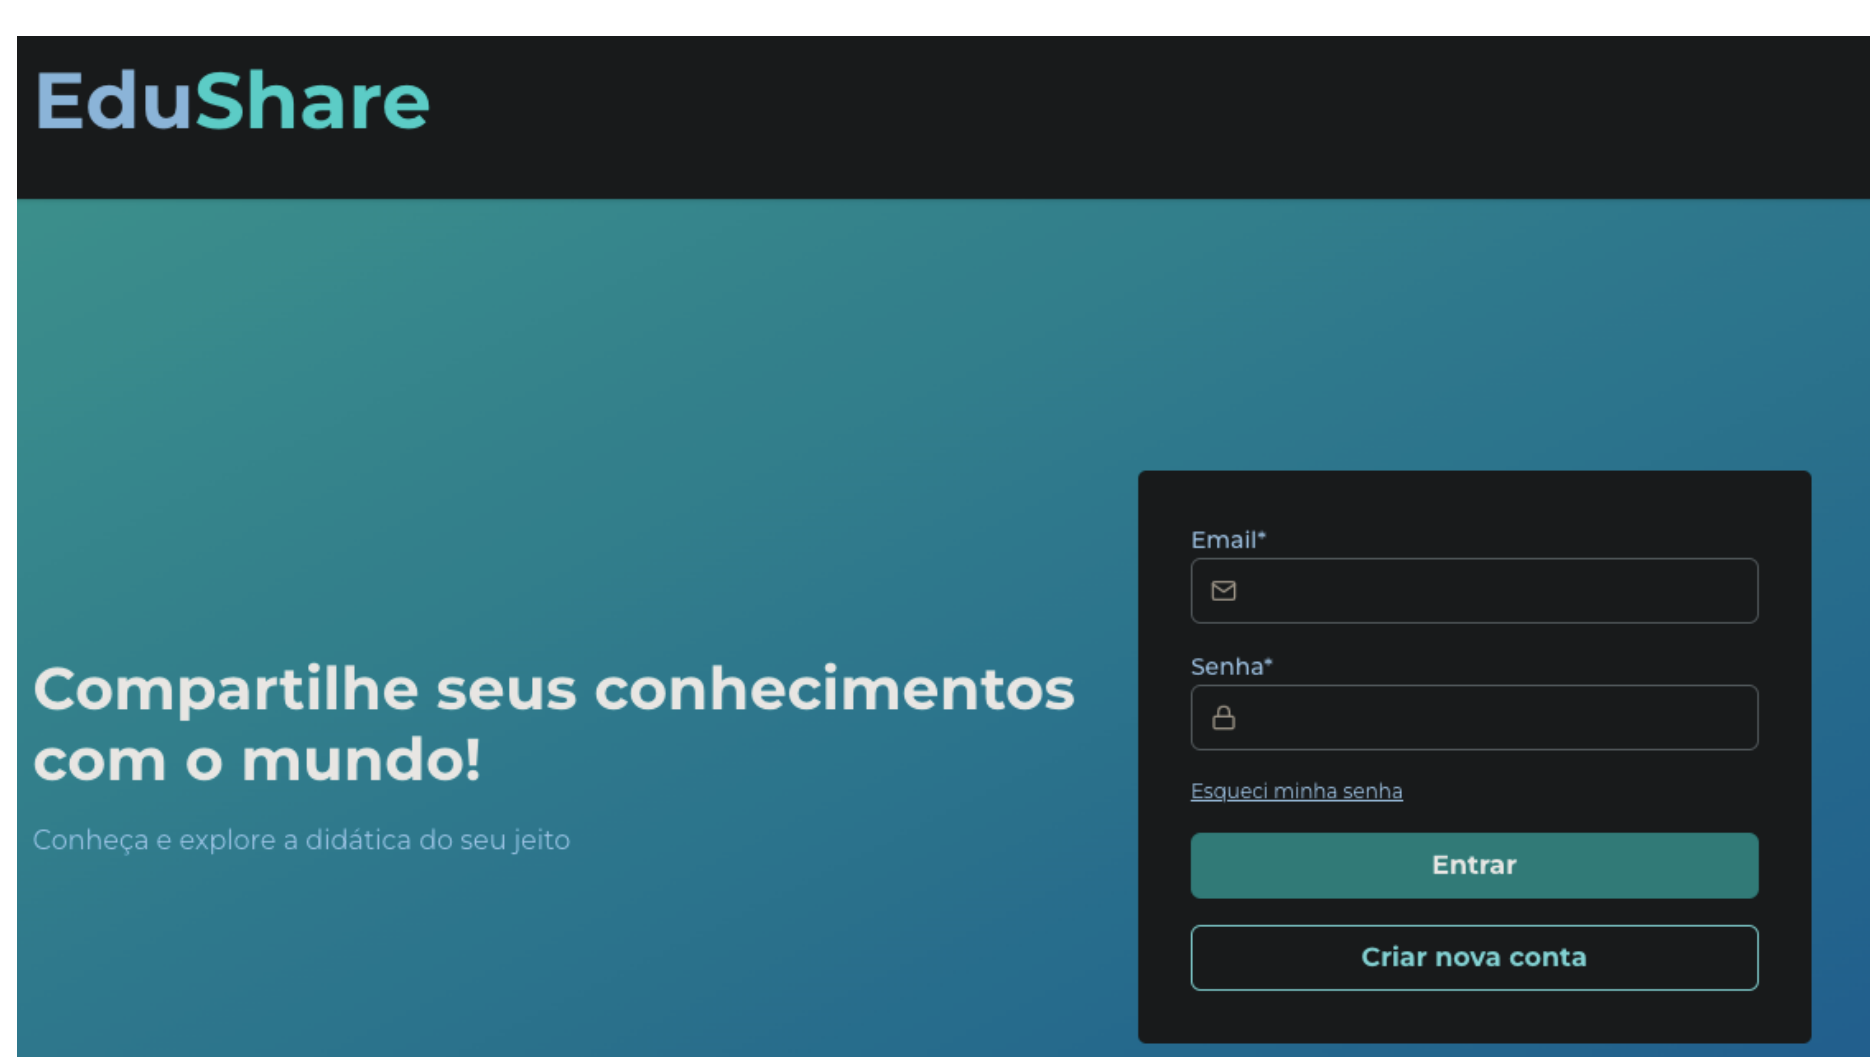 EduShare
Compartilhe seus conhecimentos
com o mundo!
Conheça e explore a didática do seu jeito
Email*
Senha*
Esqueci minha senha
Entrar
Criar nova conta